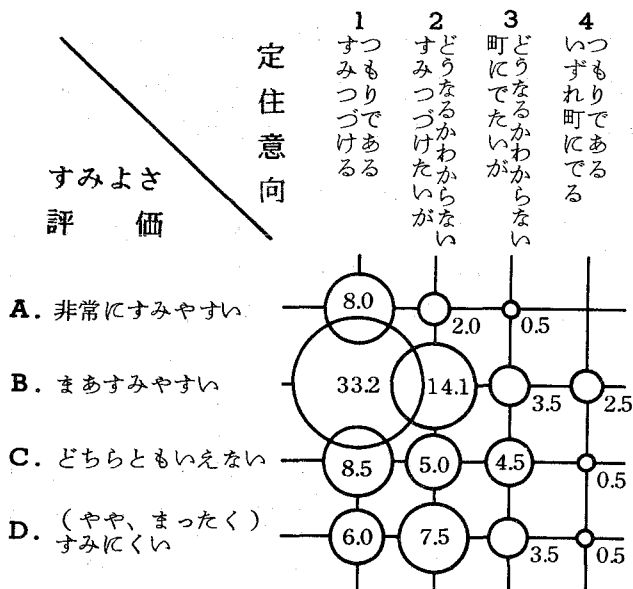 1
2
3
4
定住意向
すみつづける
つもりである
すみつづけたいが
どうなるかわからない
町にでたいが
どうなるかわからない
いずれ町にでる
つもりである
すみよさ
評価
A. 非常にすみやすい
8.0
2.0
0.5
B. まあすみやすい
33.2
14.1
3.5
2.5
C. どちらともいえない
8.5
5.0
4.5
0.5
D. (やや、まったく)
すみにくい
6.0
7.5
3.5
0.5